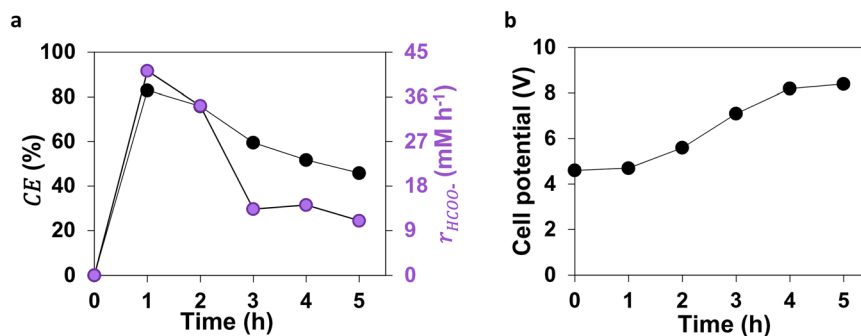 a
CE (%)
100
80
60
40
20
0
0 1 2 3 4 5
Time (h)
45
36
27
18
9
0
r_HCOO- (mM h⁻¹)
b
Cell potential (V)
10
8
6
4
2
0
0 1 2 3 4 5
Time (h)